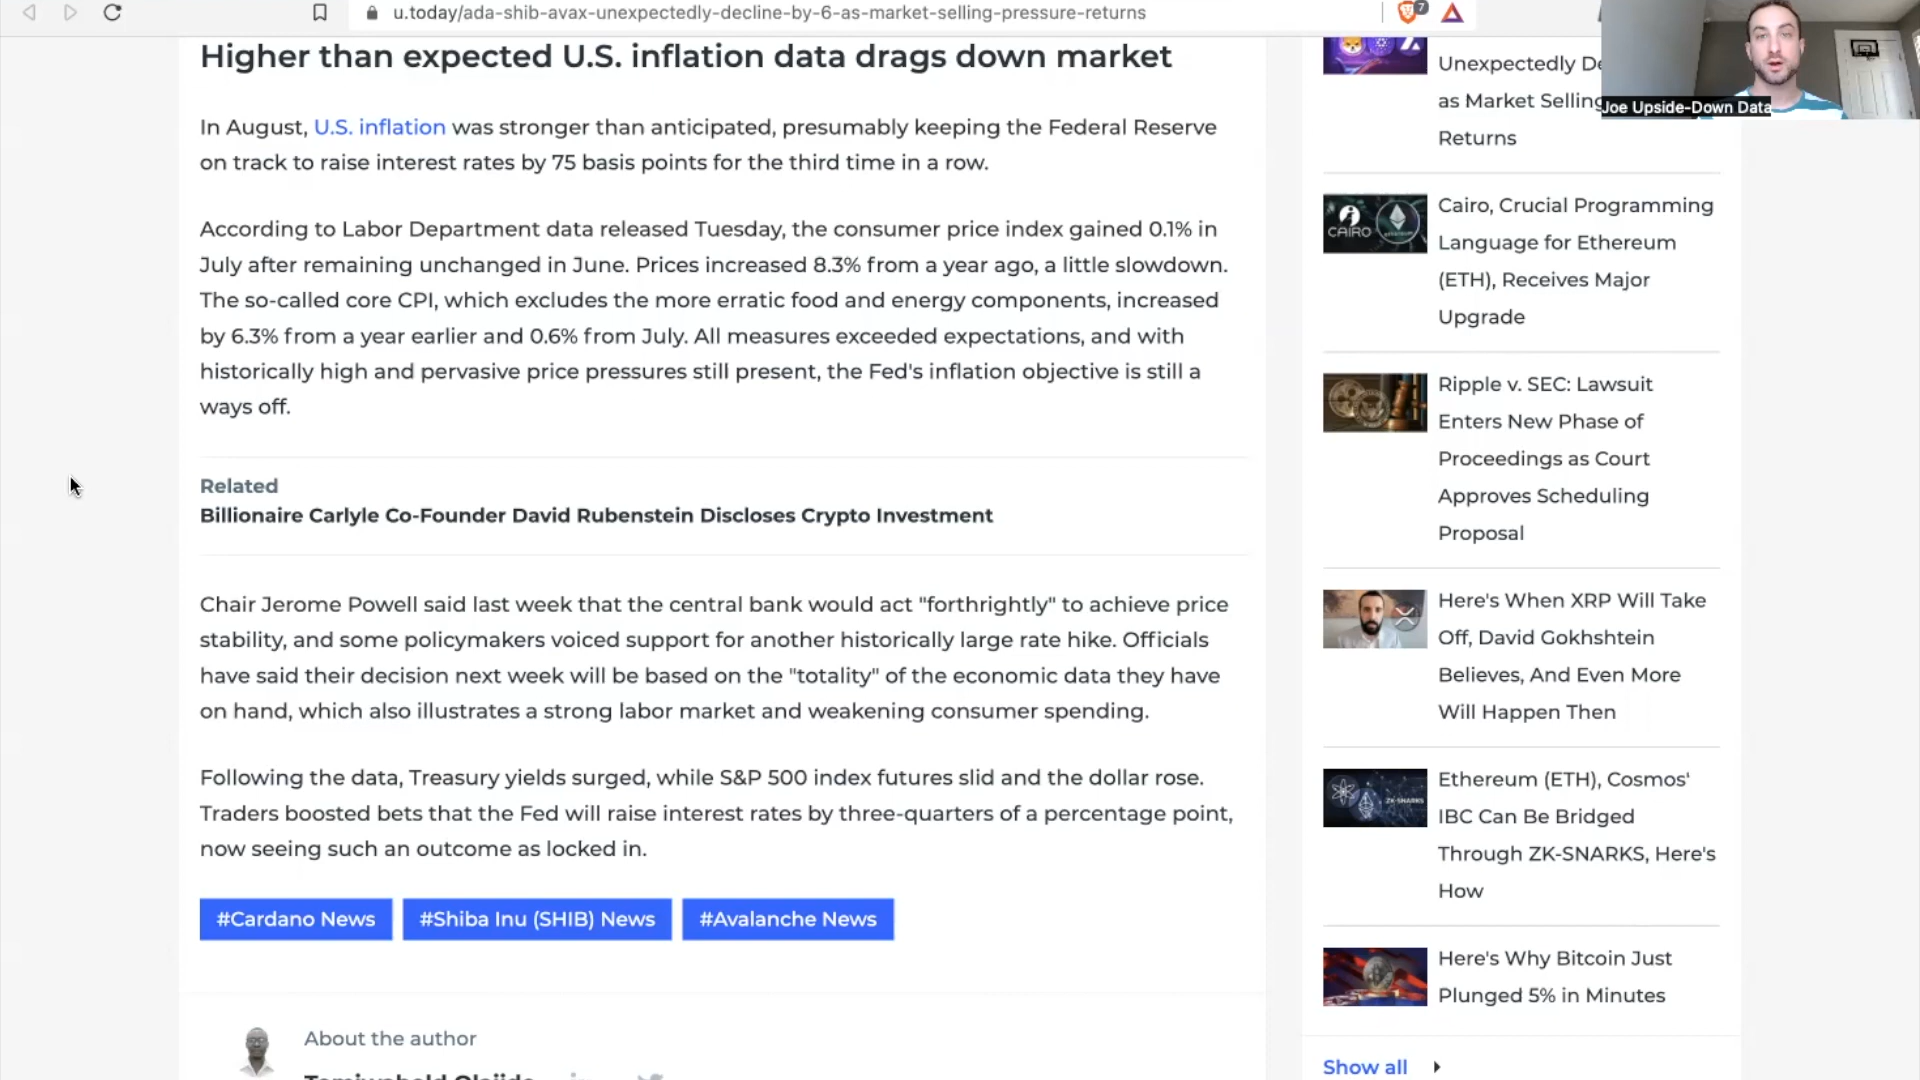 u.today/ada-shib-avax-unexpectedly-decline-by-6-as-market-selling-pressure-returns
7
Higher than expected U.S. inflation data drags down market
In August, U.S. inflation was stronger than anticipated, presumably keeping the Federal Reserve
on track to raise interest rates by 75 basis points for the third time in a row.
According to Labor Department data released Tuesday, the consumer price index gained 0.1% in
July after remaining unchanged in June. Prices increased 8.3% from a year ago, a little slowdown.
The so-called core CPI, which excludes the more erratic food and energy components, increased
by 6.3% from a year earlier and 0.6% from July. All measures exceeded expectations, and with
historically high and pervasive price pressures still present, the Fed's inflation objective is still a
ways off.
Related
Billionaire Carlyle Co-Founder David Rubenstein Discloses Crypto Investment
Chair Jerome Powell said last week that the central bank would act "forthrightly" to achieve price
stability, and some policymakers voiced support for another historically large rate hike. Officials
have said their decision next week will be based on the "totality" of the economic data they have
on hand, which also illustrates a strong labor market and weakening consumer spending.
Following the data, Treasury yields surged, while S&P 500 index futures slid and the dollar rose.
Traders boosted bets that the Fed will raise interest rates by three-quarters of a percentage point,
now seeing such an outcome as locked in.
#Cardano News #Shiba Inu (SHIB) News #Avalanche News
About the author
Unexpectedly
as Market Selling
Returns
Joe Upside-Down Data
CAIRO
Cairo, Crucial Programming
Language for Ethereum
(ETH), Receives Major
Upgrade
Ripple v. SEC: Lawsuit
Enters New Phase of
Proceedings as Court
Approves Scheduling
Proposal
Here's When XRP Will Take
Off, David Gokhshtein
Believes, And Even More
Will Happen Then
ZK-SNARKS
Ethereum (ETH), Cosmos'
IBC Can Be Bridged
Through ZK-SNARKS, Here's
How
Here's Why Bitcoin Just
Plunged 5% in Minutes
Show all